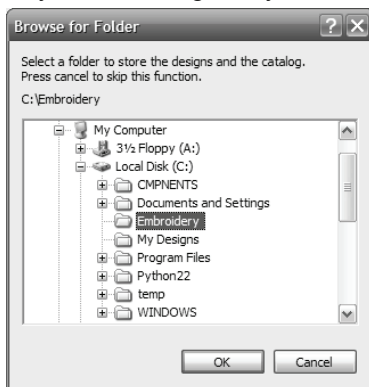 Browse for Folder
Select a folder to store the designs and the catalog.
Press cancel to skip this function.
C:\Embroidery
My Computer
3½ Floppy (A:)
Local Disk (C:)
CMPNENTS
Documents and Settings
Embroidery
My Designs
Program Files
Python22
temp
WINDOWS
OK Cancel